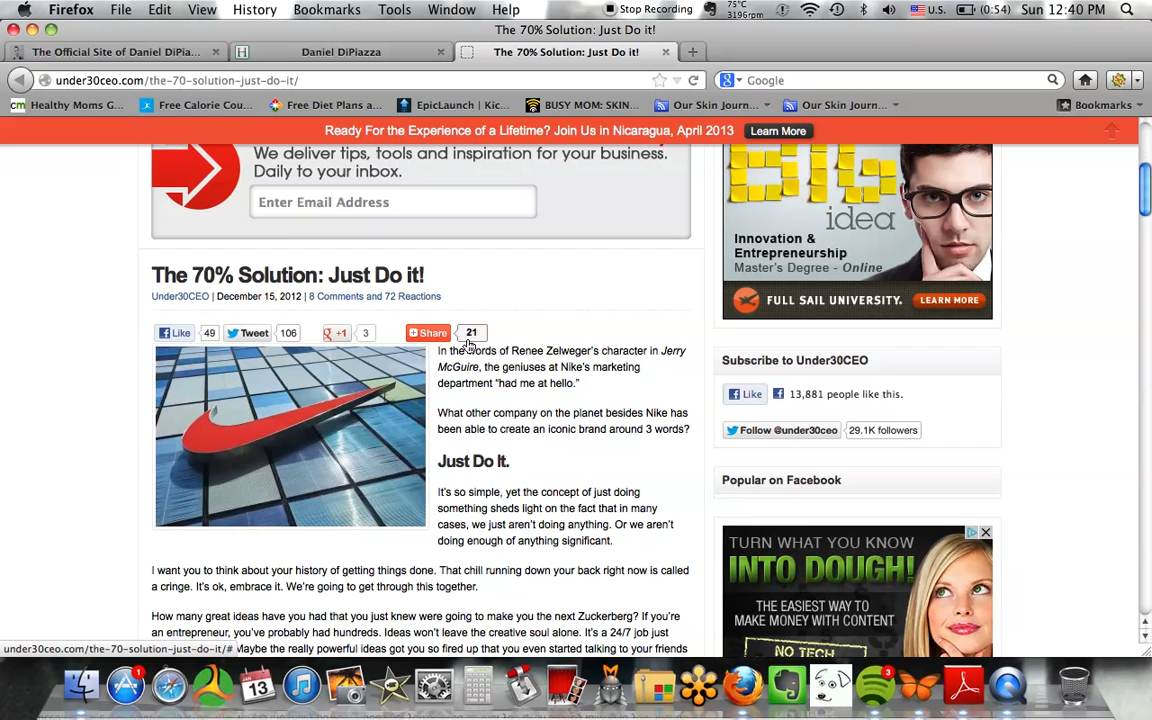 Firefox File Edit View History Bookmarks Tools Window Help Stop Recording 75°C 3196rpm U.S. (0:54) Sun 12:40 PM
The 70% Solution: Just Do it!
The Official Site of Daniel DiPia... Daniel DiPiazza The 70% Solution: Just Do it!
under30ceo.com/the-70-solution-just-do-it/ Google
Healthy Moms G... Free Calorie Cou... Free Diet Plans a... EpicLaunch | Kic... BUSY MOM: SKIN... Our Skin Journ... Our Skin Journ... Bookmarks
Ready For the Experience of a Lifetime? Join Us in Nicaragua, April 2013 Learn More
We deliver tips, tools and inspiration for your business.
Daily to your inbox.
Enter Email Address
BIG
idea
Innovation &
Entrepreneurship
Master's Degree - Online
FULL SAIL UNIVERSITY. LEARN MORE
The 70% Solution: Just Do it!
Under30CEO | December 15, 2012 | 8 Comments and 72 Reactions
Like 49 Tweet 106 +1 3 Share 21
In the words of Renee Zelweger's character in Jerry
McGuire, the geniuses at Nike's marketing
department "had me at hello."
What other company on the planet besides Nike has
been able to create an iconic brand around 3 words?
Just Do It.
It's so simple, yet the concept of just doing
something sheds light on the fact that in many
cases, we just aren't doing anything. Or we aren't
doing enough of anything significant.
I want you to think about your history of getting things done. That chill running down your back right now is called
a cringe. It's ok, embrace it. We're going to get through this together.
How many great ideas have you had that you just knew were going to make you the next Zuckerberg? If you're
an entrepreneur, you've probably had hundreds. Ideas won't leave the creative soul alone. It's a 24/7 job just
Maybe the really powerful ideas got you so fired up that you even started talking to your friends
Subscribe to Under30CEO
Like 13,881 people like this.
Follow @under30ceo 29.1K followers
Popular on Facebook
TURN WHAT YOU KNOW
INTO DOUGH!
THE EASIEST WAY TO
MAKE MONEY WITH CONTENT
NO TECH
under30ceo.com/the-70-solution-just-do-it/#
1 JAN 13 3